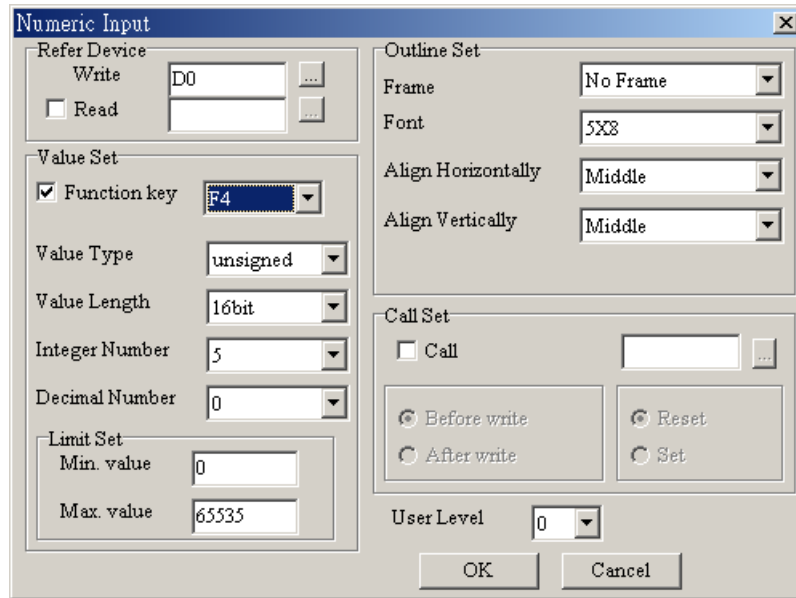 Numeric Input
Refer Device
Write D0 ...
Read ...
Value Set
Function key F4
Value Type unsigned
Value Length 16bit
Integer Number 5
Decimal Number 0
Limit Set
Min. value 0
Max. value 65535
Outline Set
Frame No Frame
Font 5X8
Align Horizontally Middle
Align Vertically Middle
Call Set
Call ...
Before write Reset
After write Set
User Level 0
OK Cancel